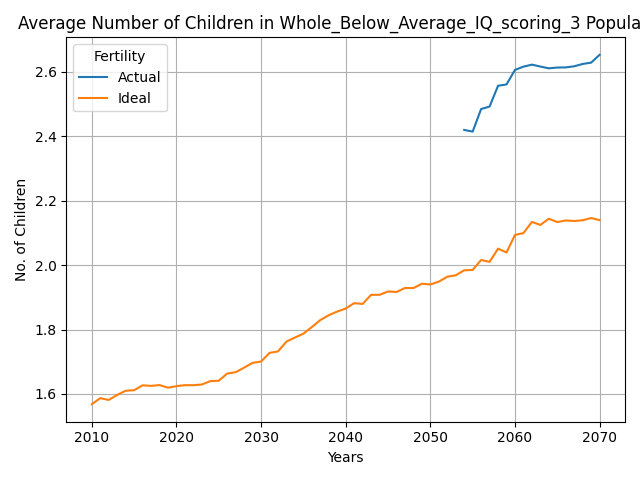 Average Number of Children in Whole_Below_Average_IQ_scoring_3 Popula
Fertility
Actual
Ideal
No. of Children
2.6
2.4
2.2
2.0
1.8
1.6
2010 2020 2030 2040 2050 2060 2070
Years